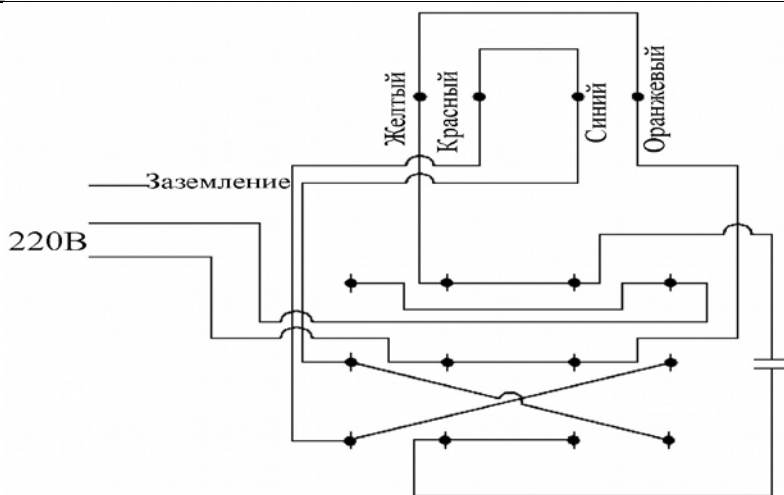 Желтый
Красный
Синий
Оранжевый
Заземление
220В